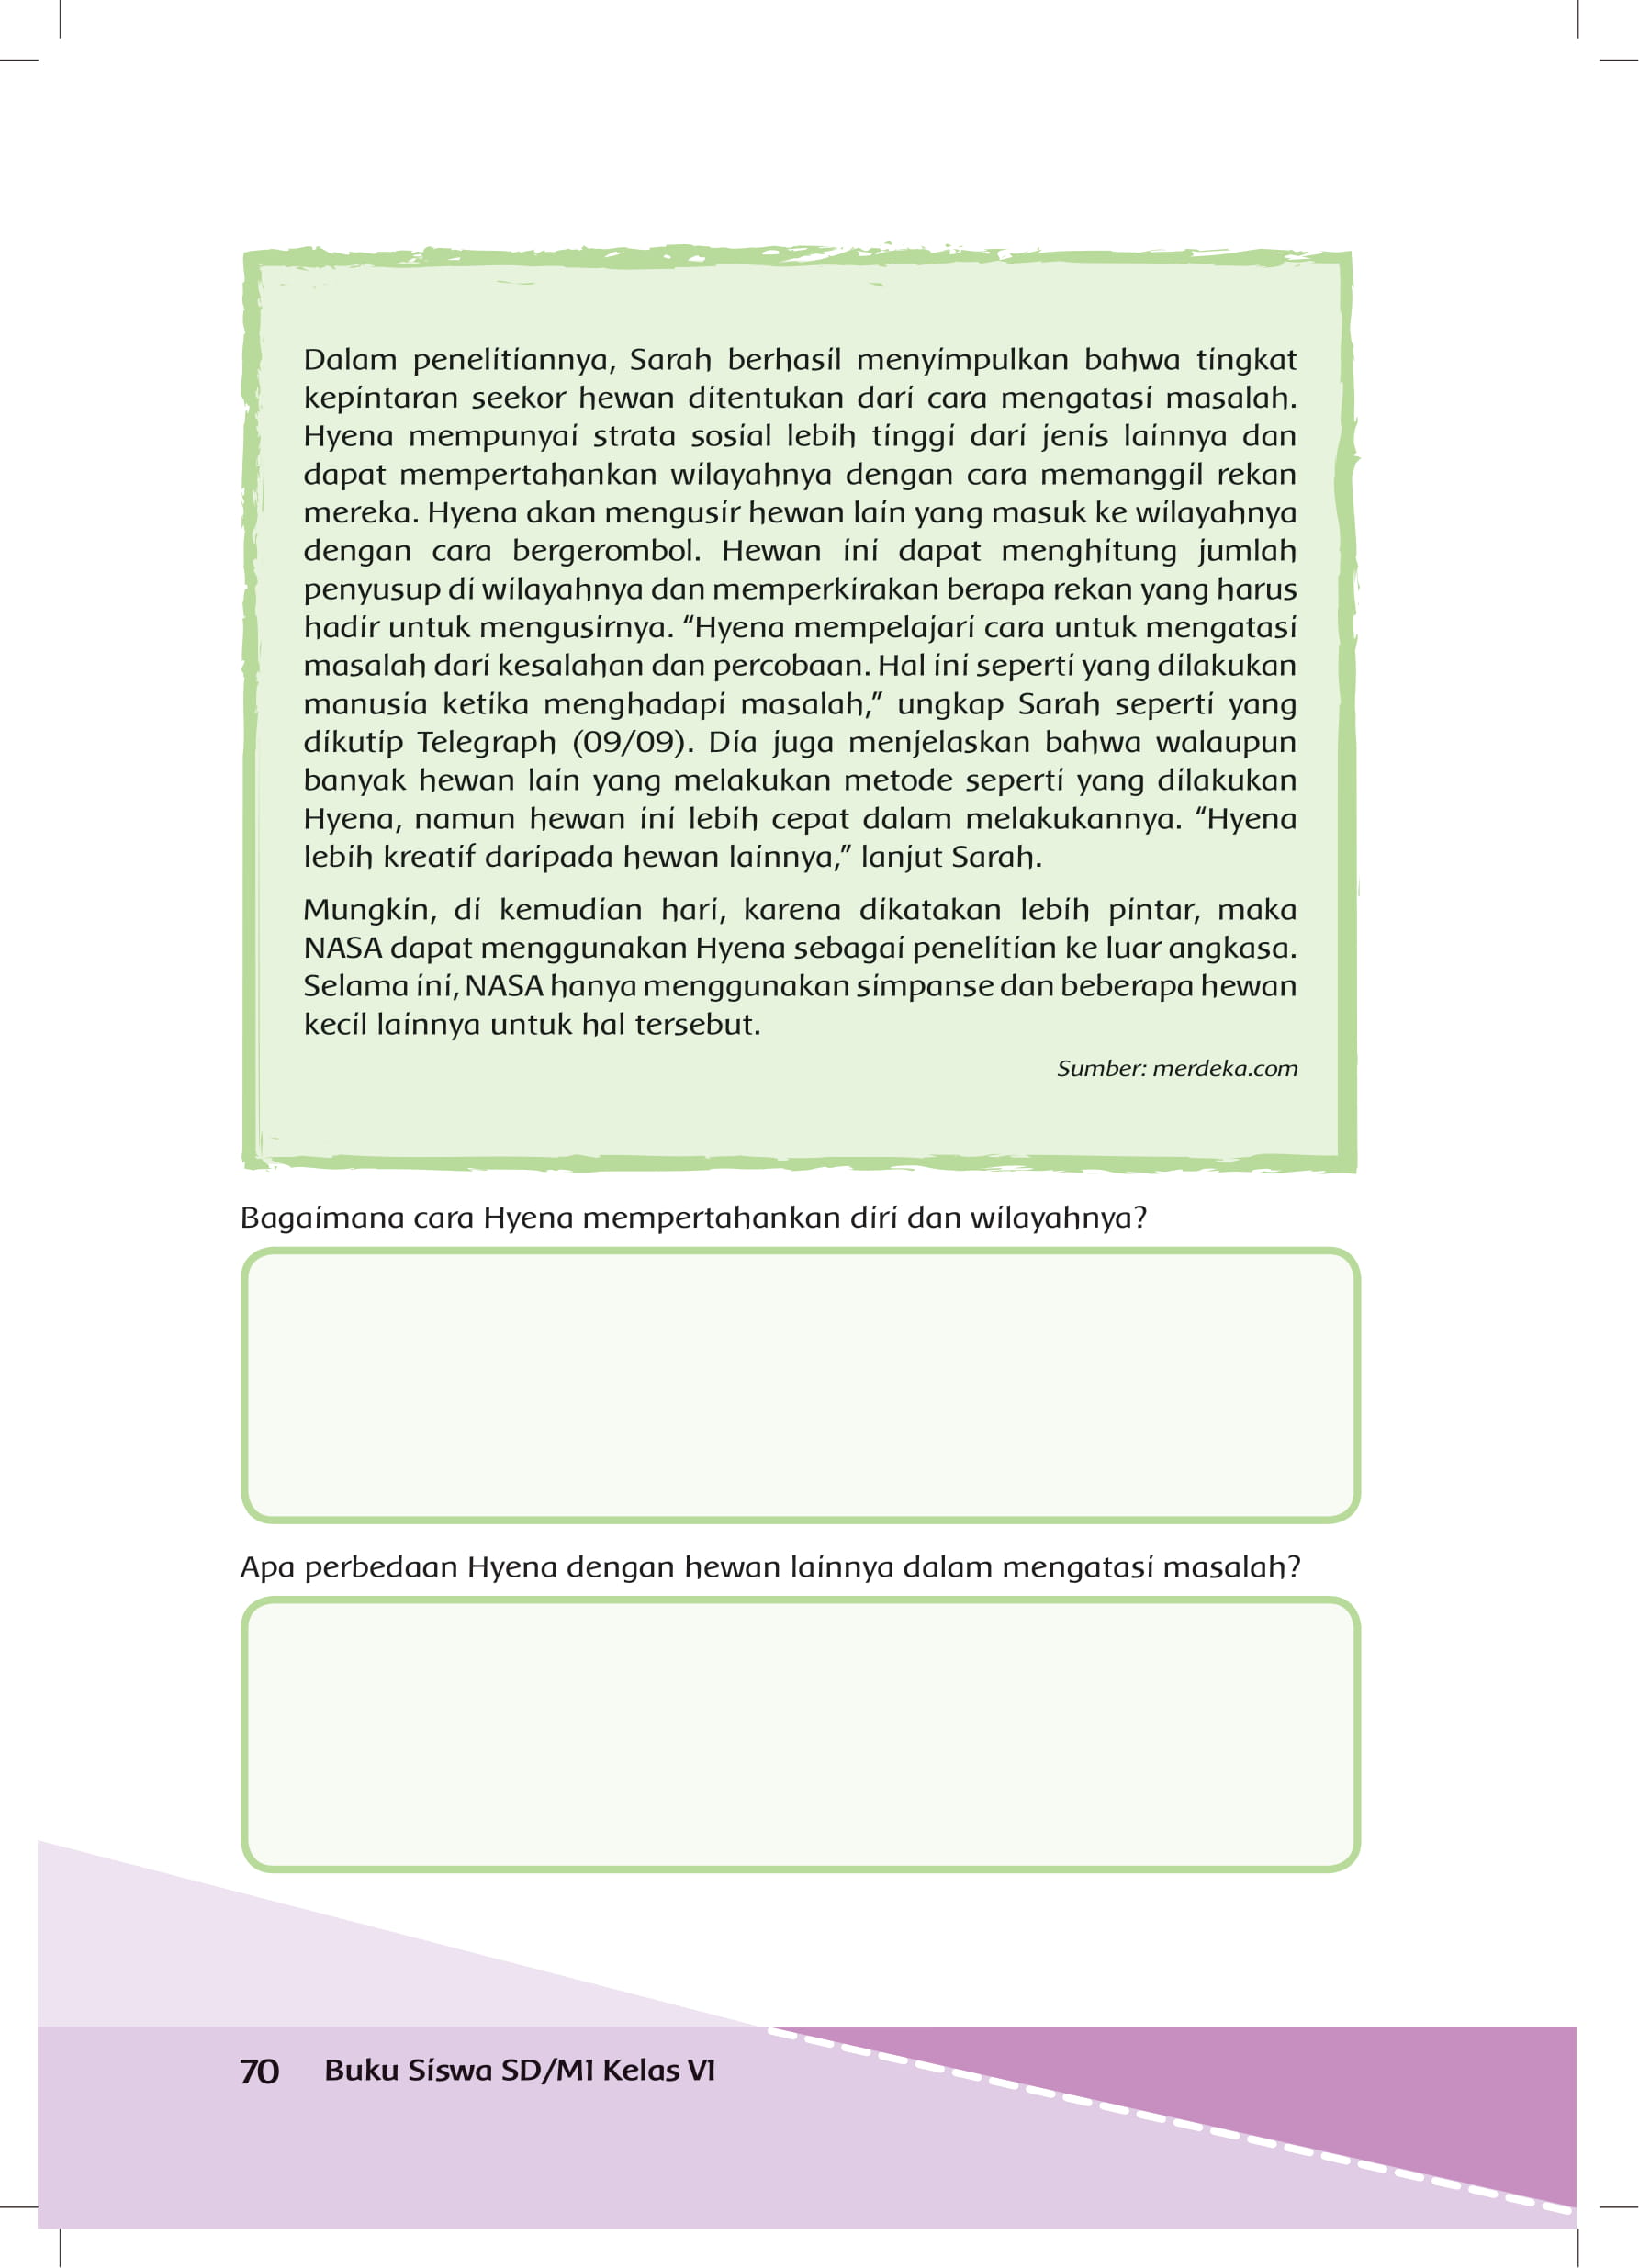 Dalam penelitiannya, Sarah berhasil menyimpulkan bahwa tingkat
kepintaran seekor hewan ditentukan dari cara mengatasi masalah.
Hyena mempunyai strata sosial lebih tinggi dari jenis lainnya dan
dapat mempertahankan wilayahnya dengan cara memanggil rekan
mereka. Hyena akan mengusir hewan lain yang masuk ke wilayahnya
dengan cara bergerombol. Hewan ini dapat menghitung jumlah
penyusup di wilayahnya dan memperkirakan berapa rekan yang harus
hadir untuk mengusirnya. “Hyena mempelajari cara untuk mengatasi
masalah dari kesalahan dan percobaan. Hal ini seperti yang dilakukan
manusia ketika menghadapi masalah,” ungkap Sarah seperti yang
dikutip Telegraph (09/09). Dia juga menjelaskan bahwa walaupun
banyak hewan lain yang melakukan metode seperti yang dilakukan
Hyena, namun hewan ini lebih cepat dalam melakukannya. “Hyena
lebih kreatif daripada hewan lainnya,” lanjut Sarah.
Mungkin, di kemudian hari, karena dikatakan lebih pintar, maka
NASA dapat menggunakan Hyena sebagai penelitian ke luar angkasa.
Selama ini, NASA hanya menggunakan simpanse dan beberapa hewan
kecil lainnya untuk hal tersebut.
Sumber: merdeka.com
Bagaimana cara Hyena mempertahankan diri dan wilayahnya?
Apa perbedaan Hyena dengan hewan lainnya dalam mengatasi masalah?
70 Buku Siswa SD/MI Kelas VI